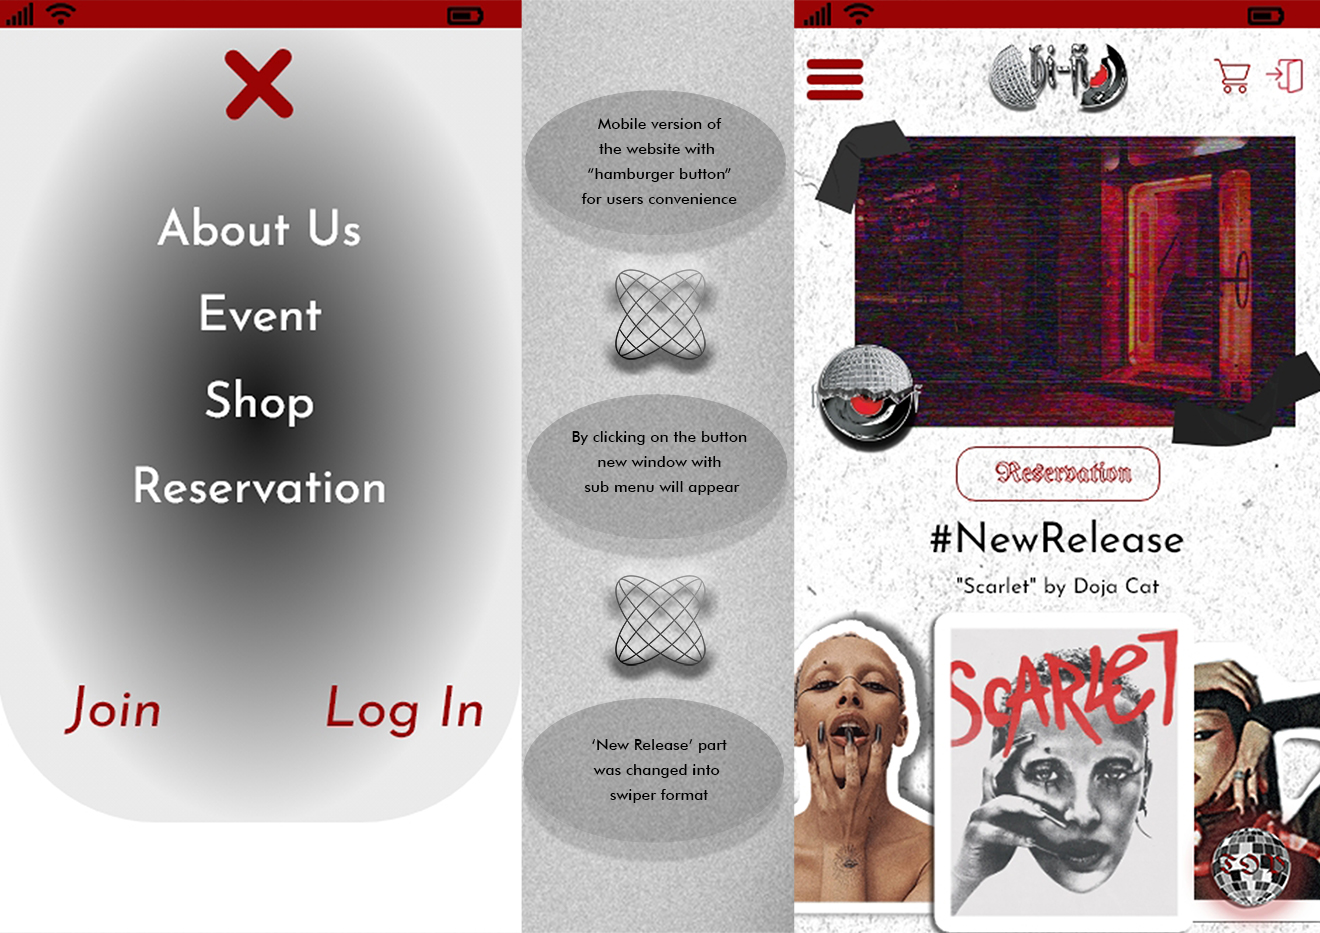 About Us
Event
Shop
Reservation
Join
Log In
Mobile version of
the website with
“hamburger button”
for users convenience
By clicking on the button
new window with
sub menu will appear
‘New Release’ part
was changed into
swiper format
Reservation
#NewRelease
"Scarlet" by Doja Cat
SCARLET